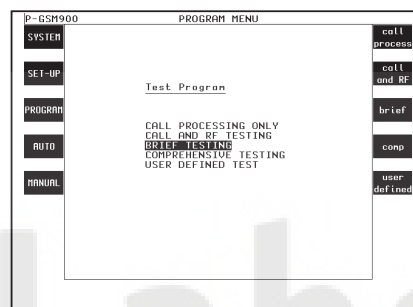 P-GSM900 PROGRAM MENU
SYSTEM
SET-UP
PROGRAM
AUTO
MANUAL
Test Program
CALL PROCESSING ONLY
CALL AND RF TESTING
BRIEF TESTING
COMPREHENSIVE TESTING
USER DEFINED TEST
call
process
call
and RF
brief
comp
user
defined